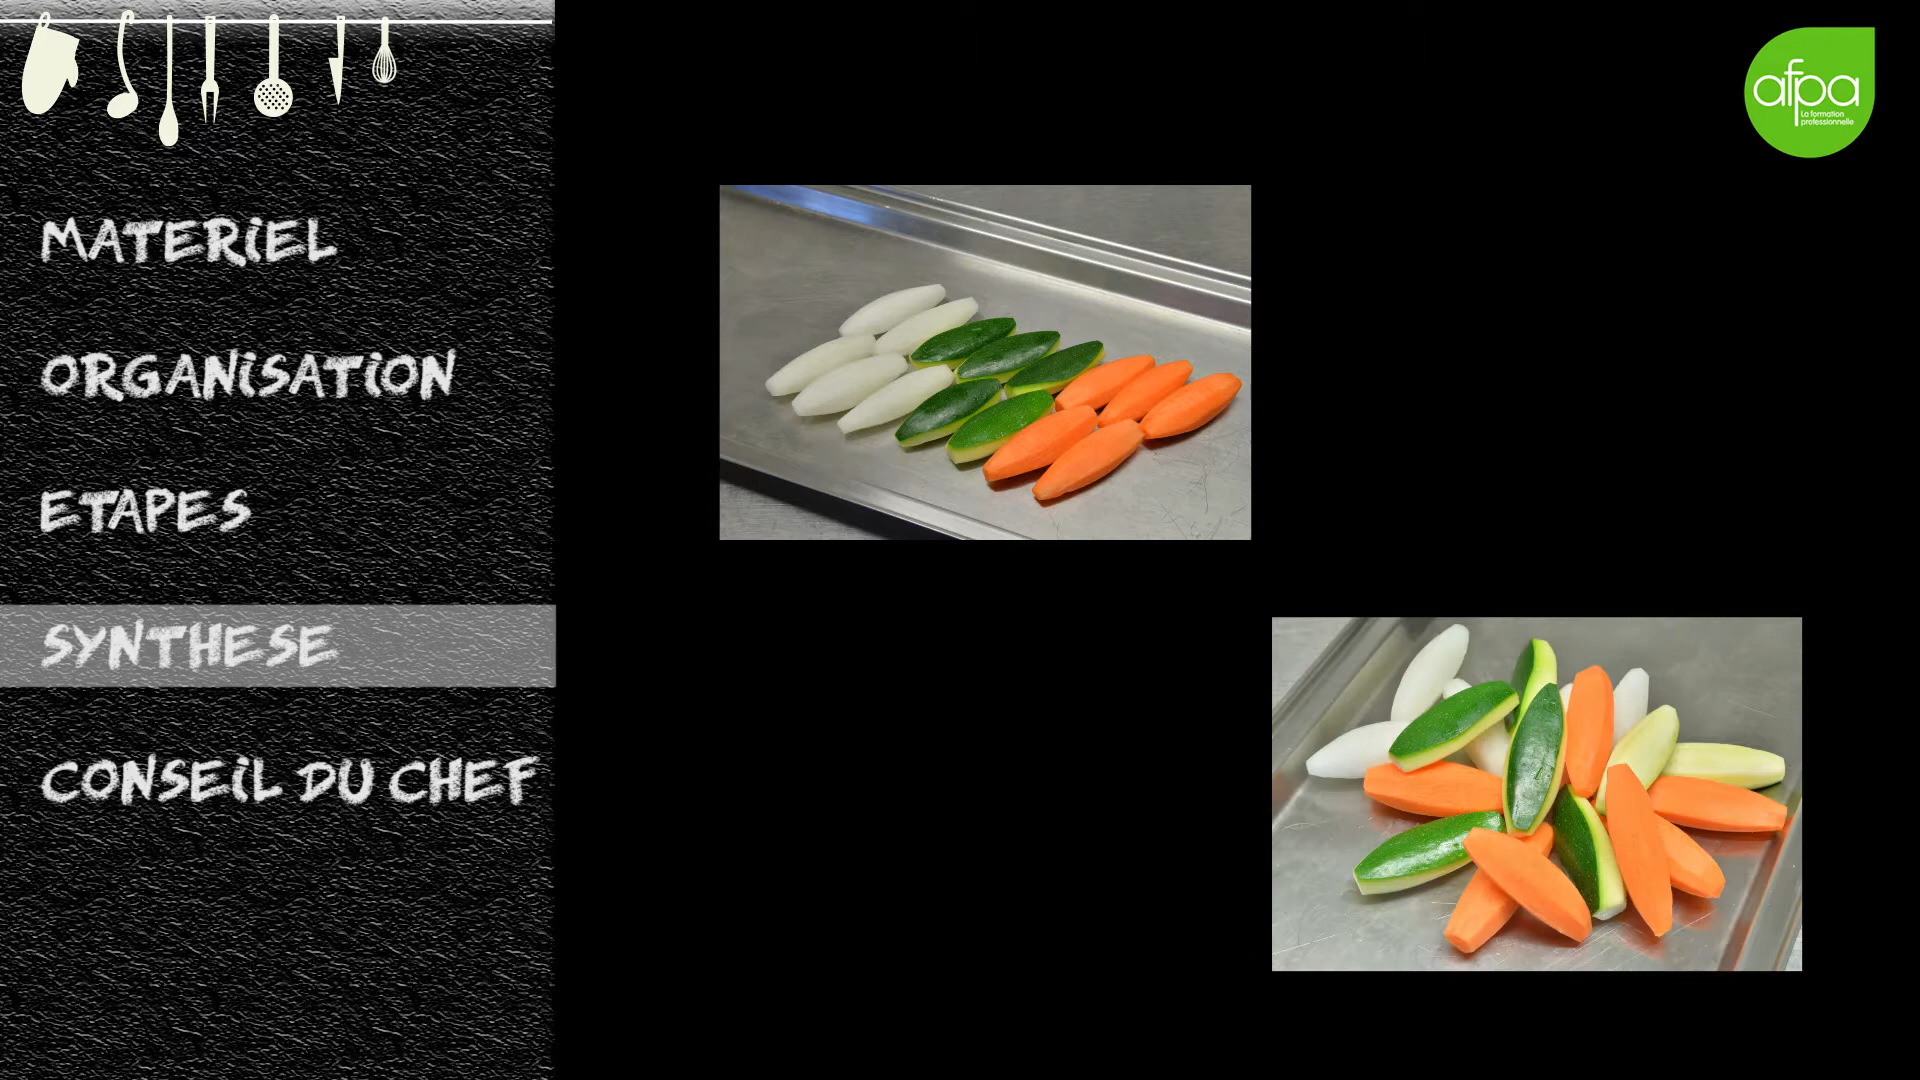 MATERIEL
ORGANISATION
ETAPES
SYNTHESE
CONSEIL DU CHEF
afpa
La formation
professionnelle